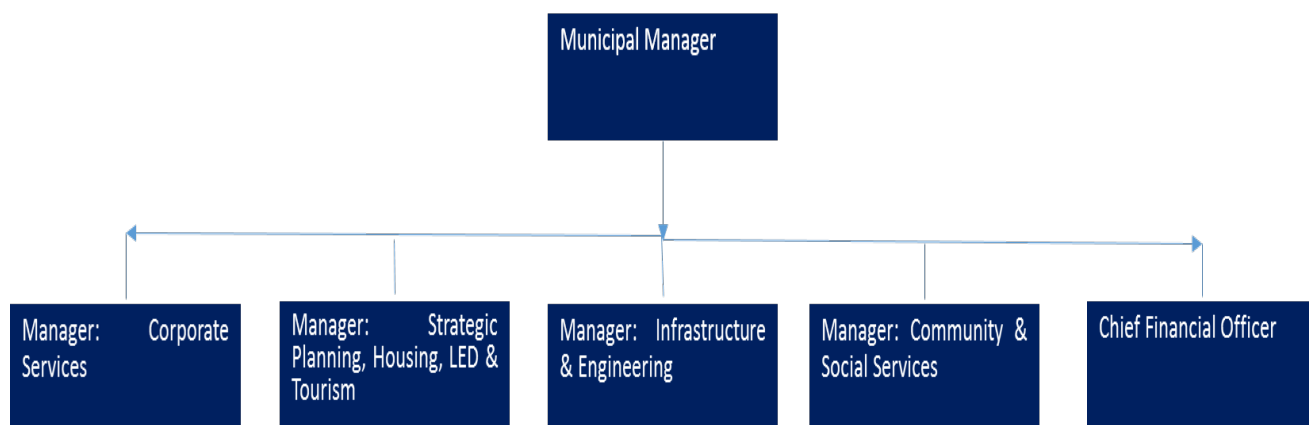 Municipal Manager
Manager: Corporate
Services
Manager: Strategic
Planning, Housing, LED &
Tourism
Manager: Infrastructure
& Engineering
Manager: Community &
Social Services
Chief Financial Officer